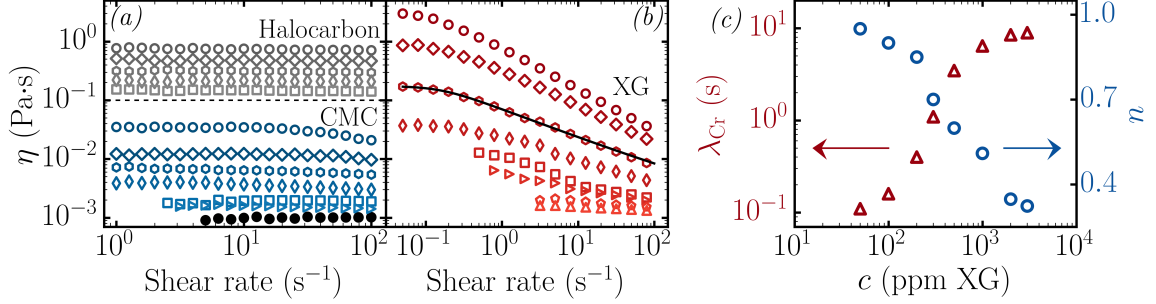 (a)
Halocarbon
CMC
η (Pa·s)
10⁰
10⁻¹
10⁻²
10⁻³
10⁰
10¹
10²
Shear rate (s⁻¹)
(b)
XG
10⁻¹
10⁰
10¹
10²
Shear rate (s⁻¹)
(c)
λCr (s)
10¹
10⁰
10⁻¹
1.0
0.7
0.4
n
10¹
10²
10³
10⁴
c (ppm XG)